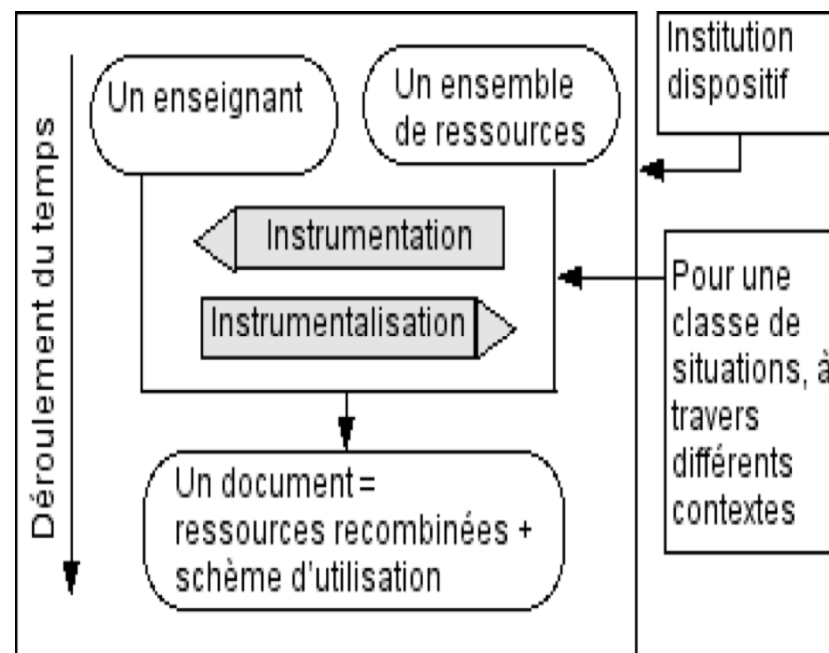 Déroulement du temps
Un enseignant
Un ensemble
de ressources
Instrumentation
Instrumentalisation
Un document =
ressources recombinées +
schème d'utilisation
Institution
dispositif
Pour une
classe de
situations, à
travers
différents
contextes